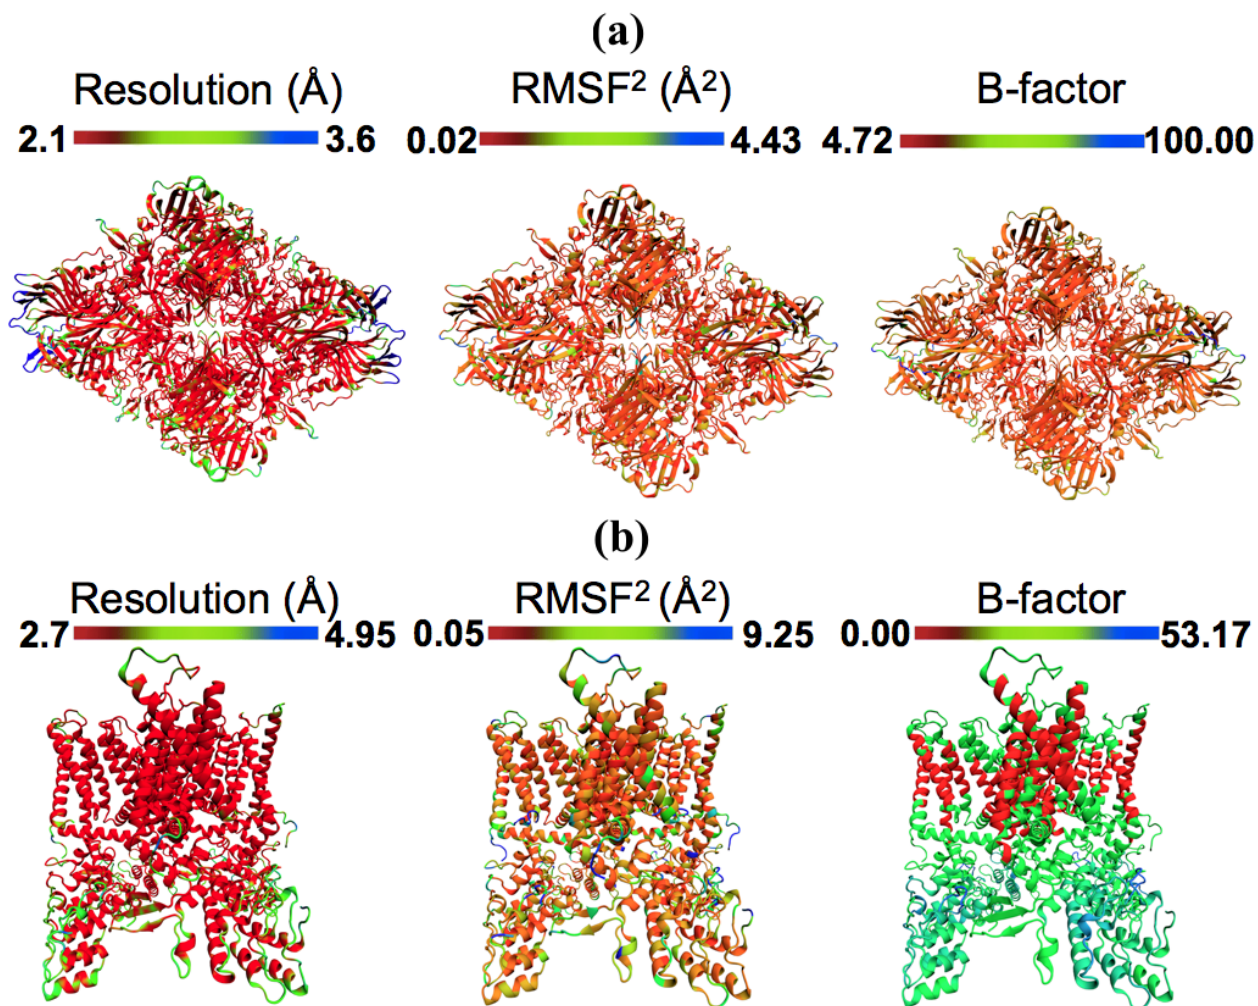 (a)
Resolution (Å) RMSF² (Å²) B-factor
2.1 3.6 0.02 4.43 4.72 100.00
(b)
Resolution (Å) RMSF² (Å²) B-factor
2.7 4.95 0.05 9.25 0.00 53.17